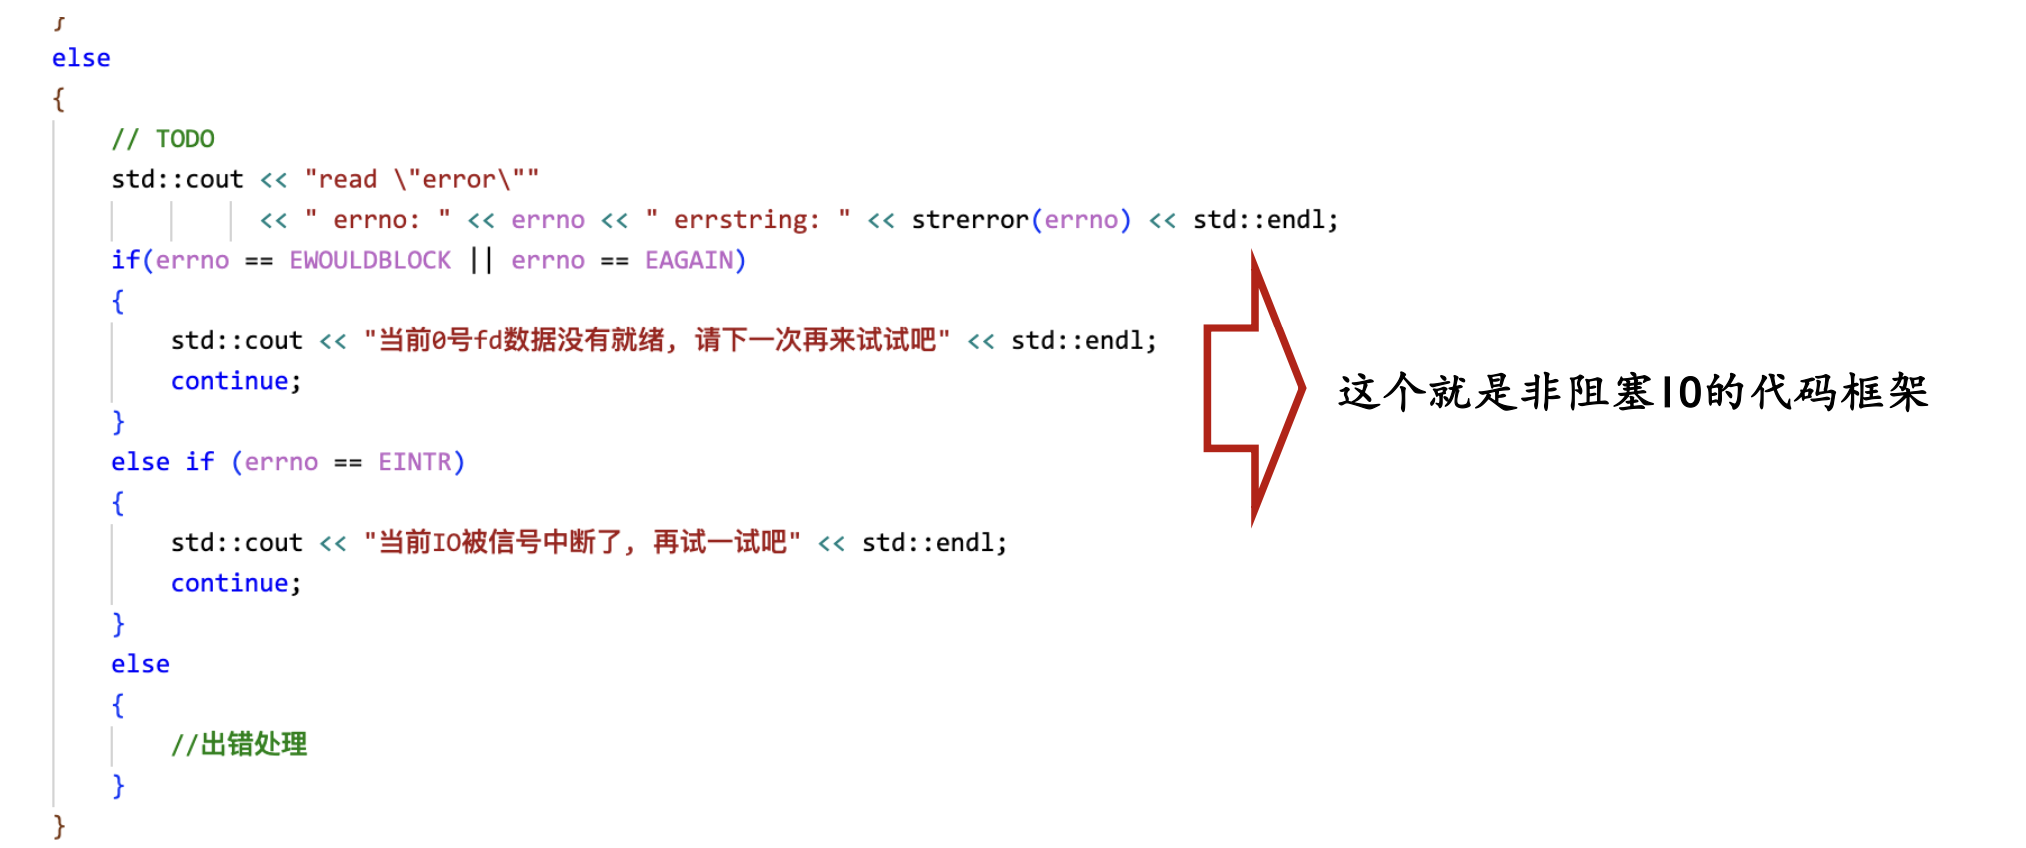 }
else
{
// TODO
std::cout << "read \"error\""
<< " errno: " << errno << " errstring: " << strerror(errno) << std::endl;
if(errno == EWOULDBLOCK || errno == EAGAIN)
{
std::cout << "当前0号fd数据没有就绪, 请下一次再来试试吧" << std::endl;
continue;
}
else if (errno == EINTR)
{
std::cout << "当前IO被信号中断了, 再试一试吧" << std::endl;
continue;
}
else
{
//出错处理
}
}
这个就是非阻塞IO的代码框架